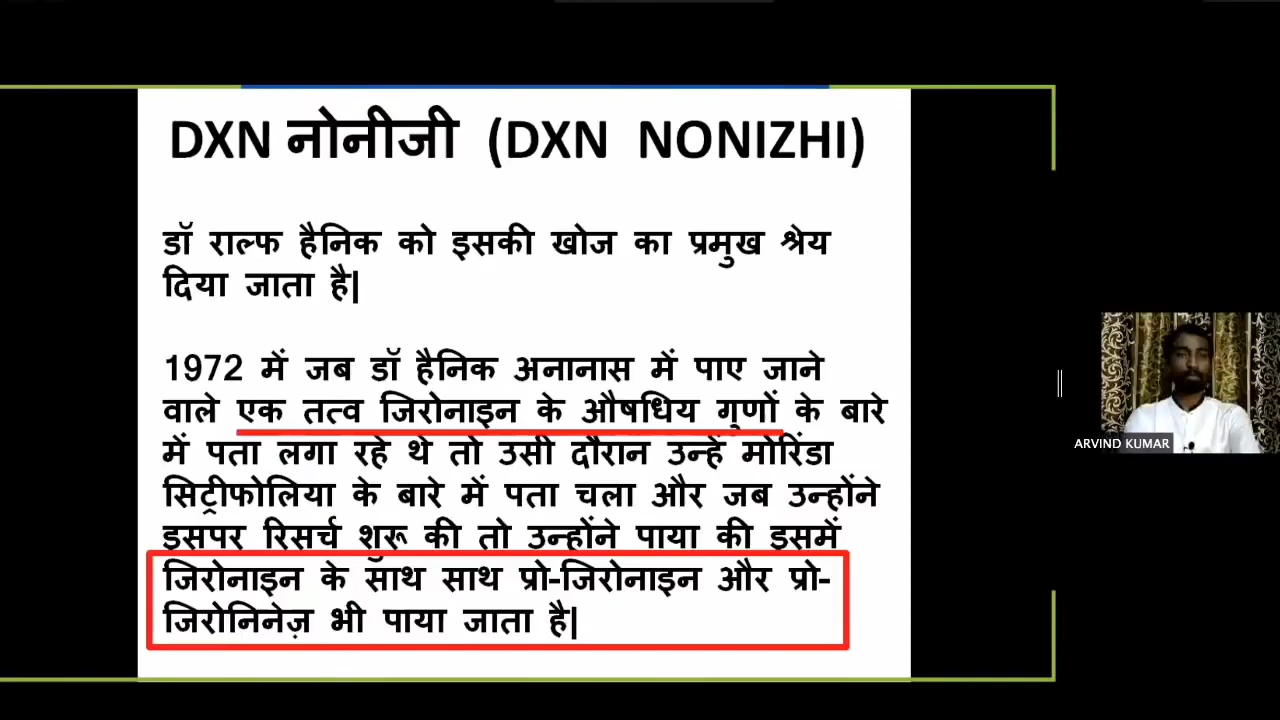 DXN नोनीजी (DXN NONIZHI)
डॉ राल्फ हैनिक को इसकी खोज का प्रमुख श्रेय
दिया जाता है|
1972 में जब डॉ हैनिक अनानास में पाए जाने
वाले एक तत्व जिरोनाइन के औषधिय गुणों के बारे
में पता लगा रहे थे तो उसी दौरान उन्हें मोरिंडा
सिट्रीफोलिया के बारे में पता चला और जब उन्होंने
इसपर रिसर्च शुरू की तो उन्होंने पाया की इसमें
जिरोनाइन के साथ साथ प्रो-जिरोनाइन और प्रो-
जिरोनिनेज़ भी पाया जाता है|
ARVIND KUMAR